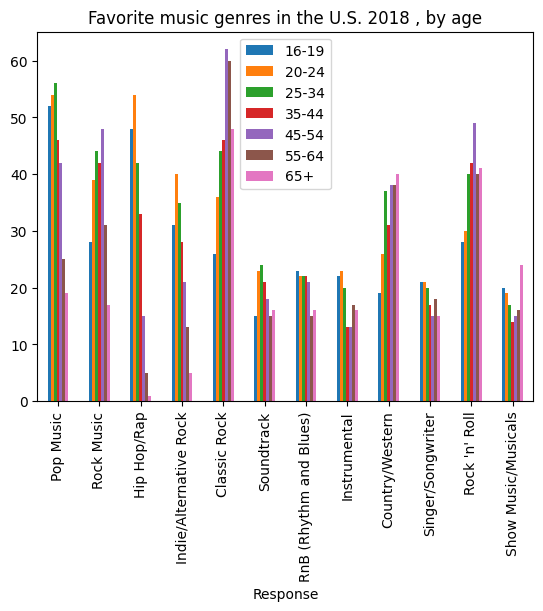 Favorite music genres in the U.S. 2018 , by age
16-19
20-24
25-34
35-44
45-54
55-64
65+
60
50
40
30
20
10
0
Pop Music
Rock Music
Hip Hop/Rap
Indie/Alternative Rock
Classic Rock
Soundtrack
RnB (Rhythm and Blues)
Instrumental
Country/Western
Singer/Songwriter
Rock 'n' Roll
Show Music/Musicals
Response